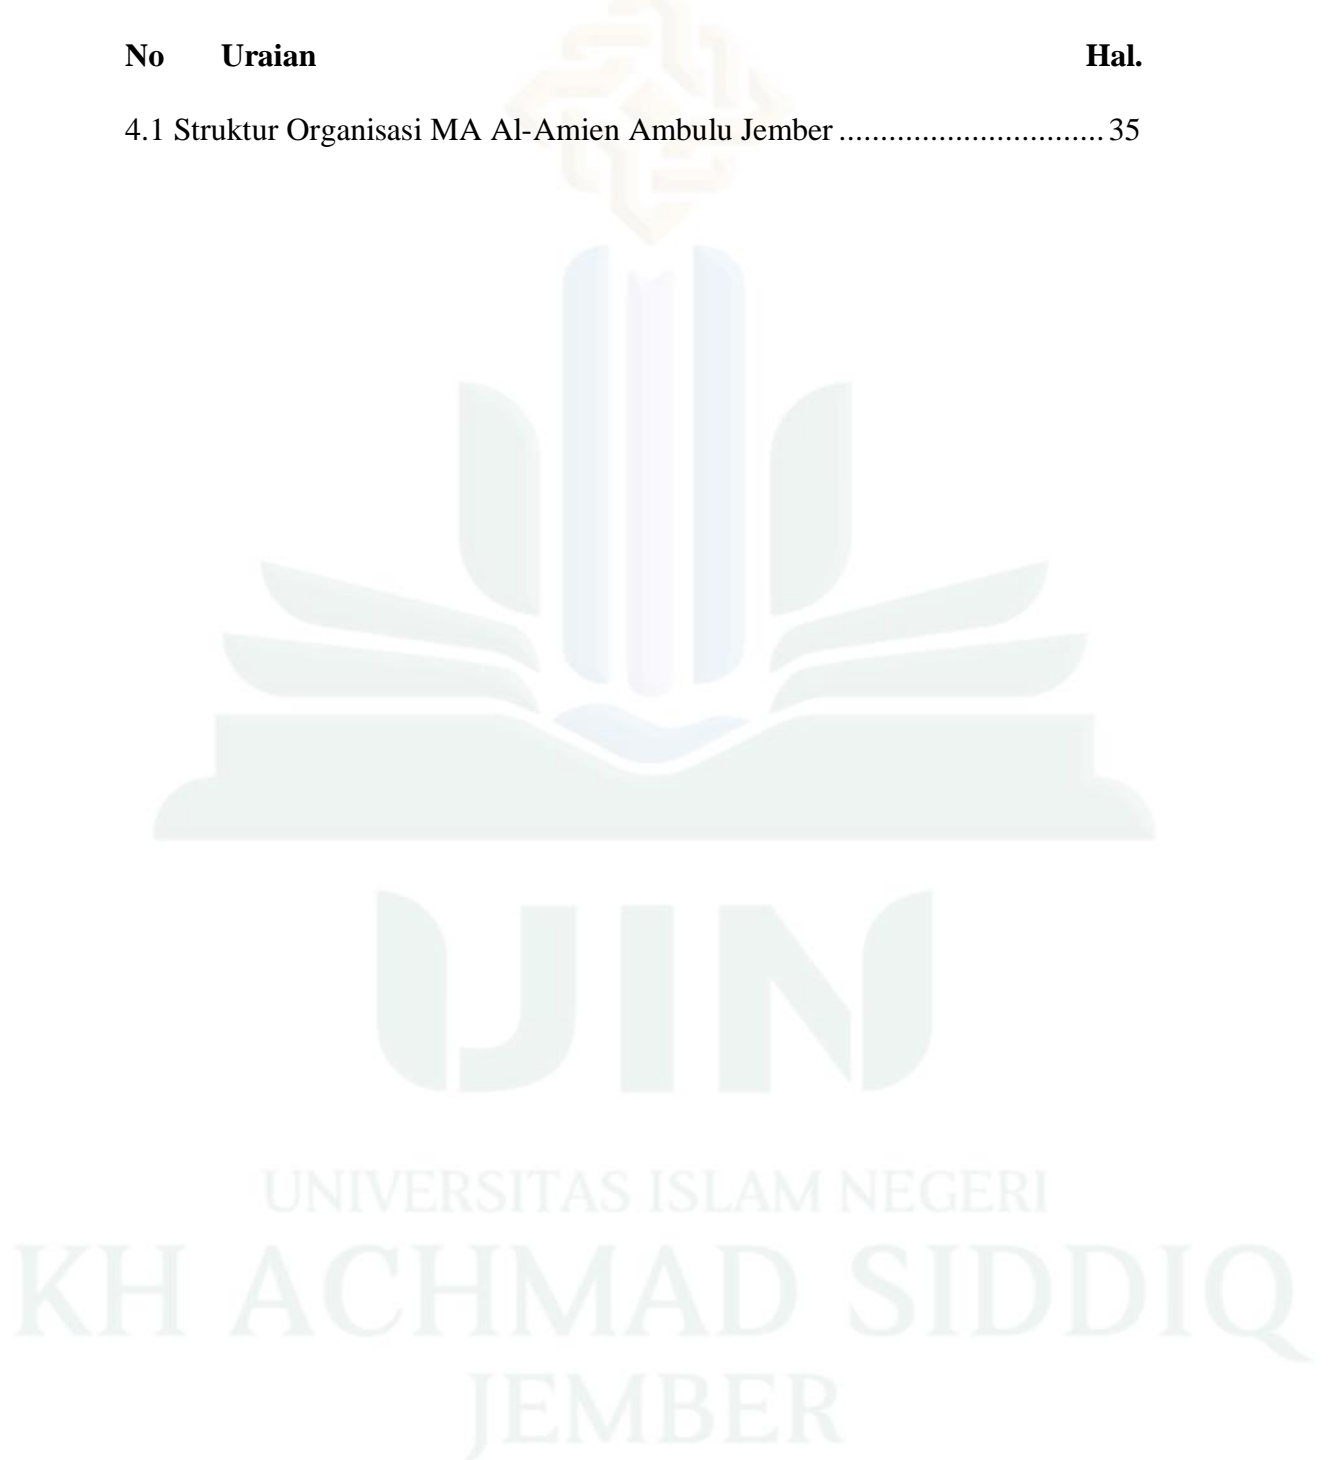 No Uraian Hal.
4.1 Struktur Organisasi MA Al-Amien Ambulu Jember ................................ 35
UIN
UNIVERSITAS ISLAM NEGERI
KH ACHMAD SIDDIQ
JEMBER